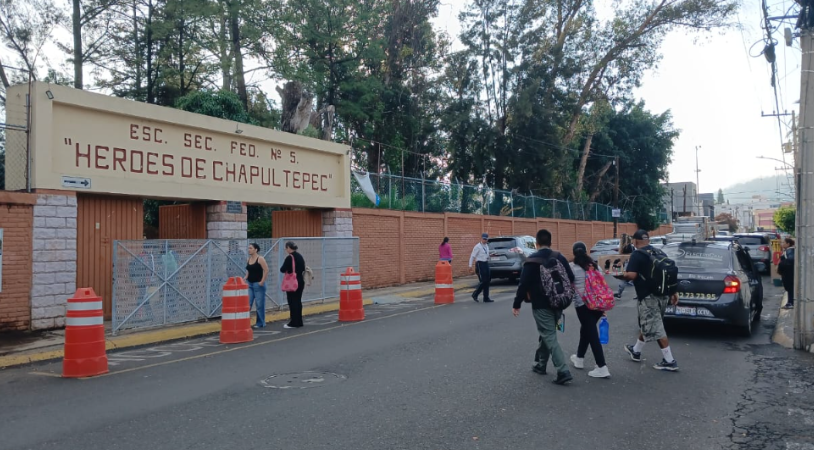 ESC. SEC. FED. Nº 5.
"HEROES DE CHAPULTEPEC"